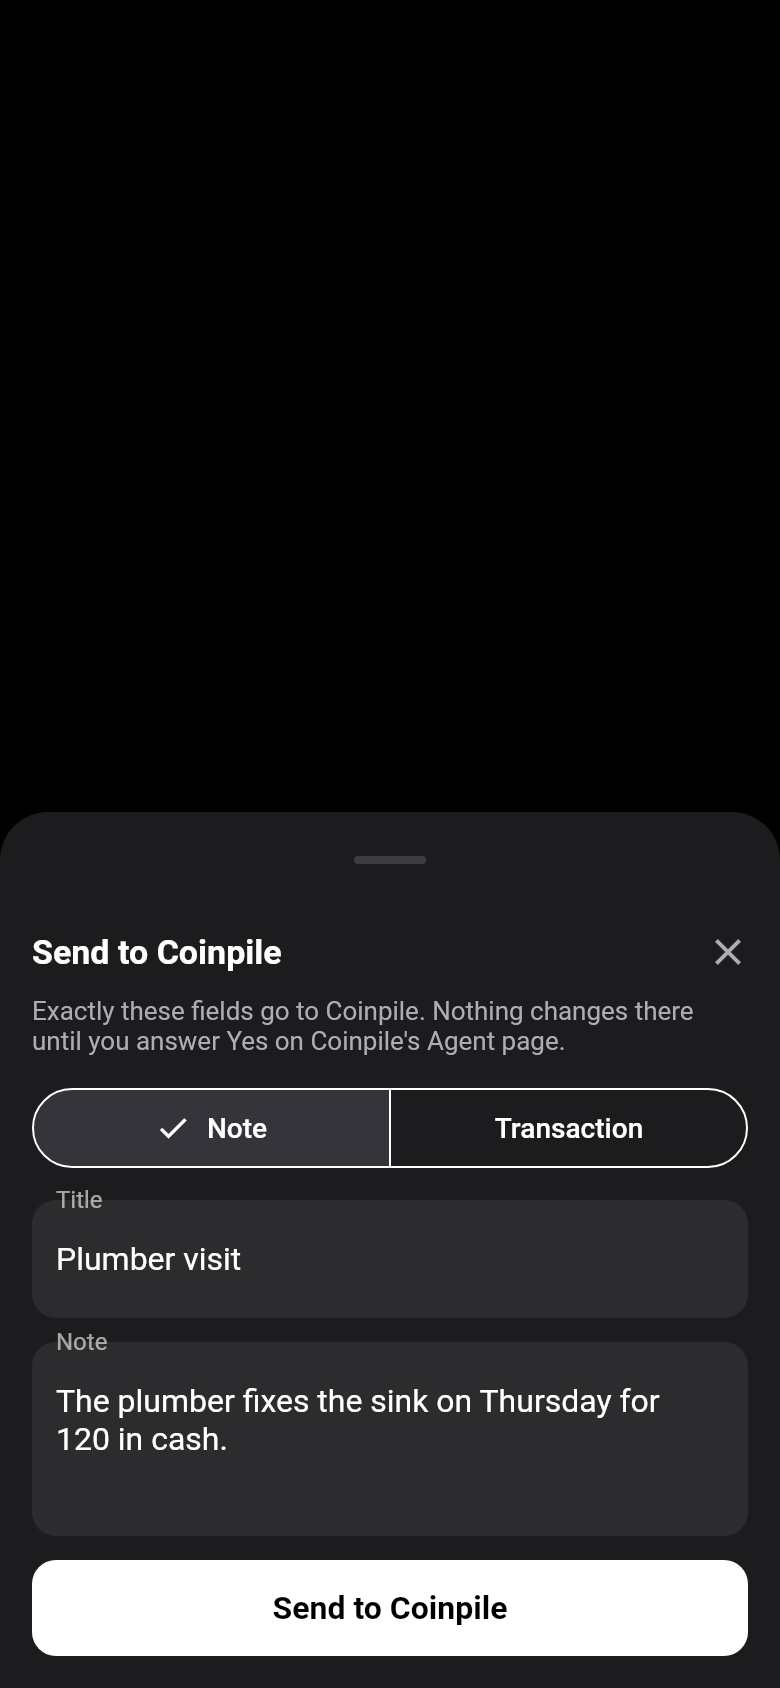 Send to Coinpile
Exactly these fields go to Coinpile. Nothing changes there
until you answer Yes on Coinpile's Agent page.
Note
Transaction
Title
Plumber visit
Note
The plumber fixes the sink on Thursday for
120 in cash.
Send to Coinpile